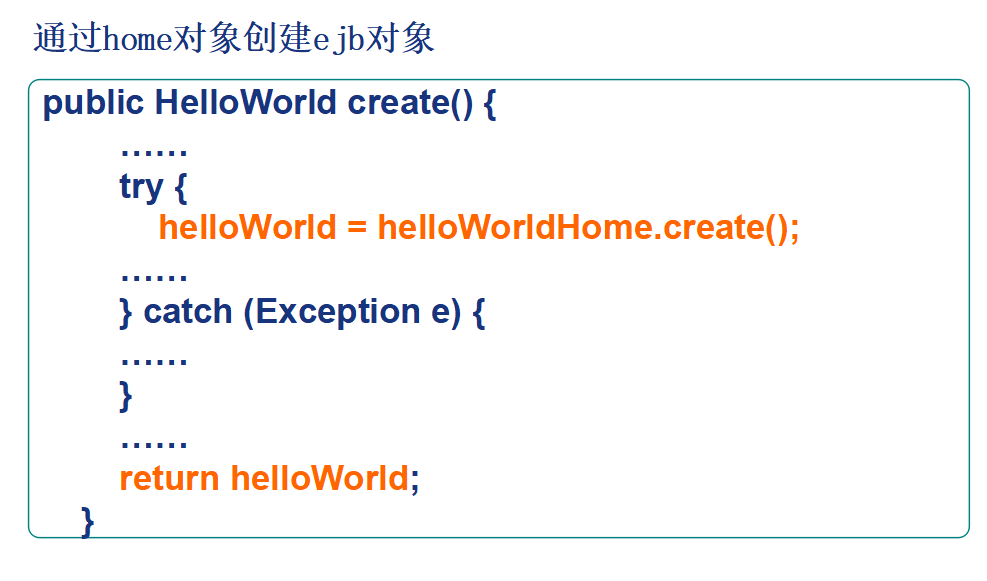 通过home对象创建ejb对象
public HelloWorld create() {
……
try {
helloWorld = helloWorldHome.create();
……
} catch (Exception e) {
……
}
……
return helloWorld;
}